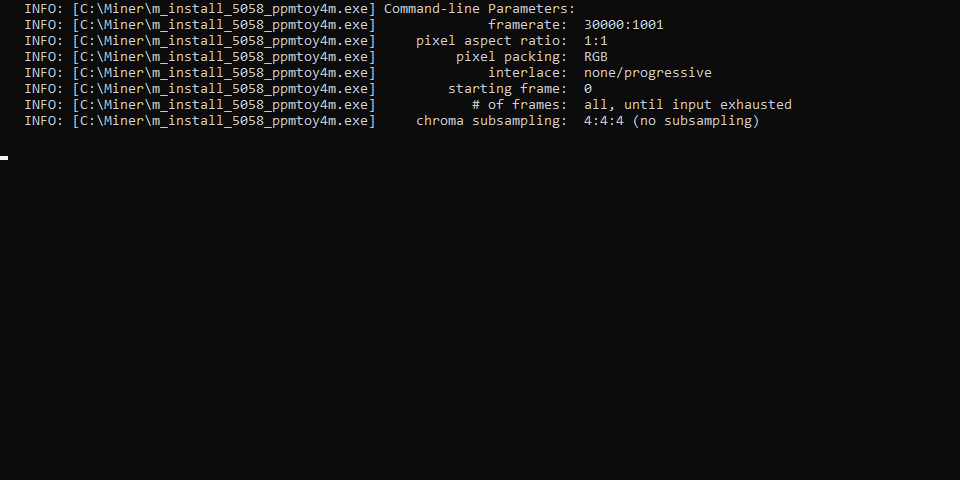 INFO: [C:\Miner\m_install_5058_ppmtoy4m.exe] Command-line Parameters:
INFO: [C:\Miner\m_install_5058_ppmtoy4m.exe] framerate: 30000:1001
INFO: [C:\Miner\m_install_5058_ppmtoy4m.exe] pixel aspect ratio: 1:1
INFO: [C:\Miner\m_install_5058_ppmtoy4m.exe] pixel packing: RGB
INFO: [C:\Miner\m_install_5058_ppmtoy4m.exe] interlace: none/progressive
INFO: [C:\Miner\m_install_5058_ppmtoy4m.exe] starting frame: 0
INFO: [C:\Miner\m_install_5058_ppmtoy4m.exe] # of frames: all, until input exhausted
INFO: [C:\Miner\m_install_5058_ppmtoy4m.exe] chroma subsampling: 4:4:4 (no subsampling)